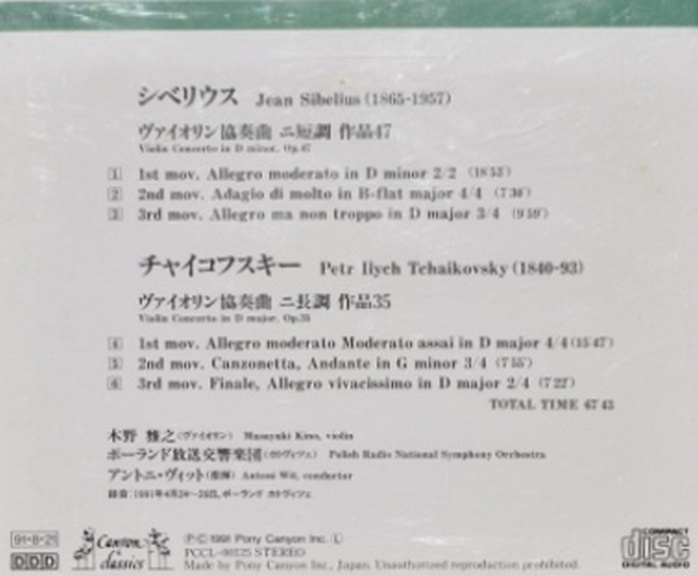 シベリウス Jean Sibelius (1865-1957)
ヴァイオリン協奏曲 ニ短調 作品47
Violin Concerto in D minor, Op.47
1 1st mov. Allegro moderato in D minor 2/2
2 2nd mov. Adagio di molto in B-flat major 4/4
3 3rd mov. Allegro ma non troppo in D major 3/4
チャイコフスキー Petr Ilych Tchaikovsky (1840-93)
ヴァイオリン協奏曲 ニ長調 作品35
Violin Concerto in D major, Op.35
4 1st mov. Allegro moderato Moderato assai in D major 4/4 (15'47")
5 2nd mov. Canzonetta, Andante in G minor 3/4 (7'55")
6 3rd mov. Finale, Allegro vivacissimo in D major 2/4 (7'22")
TOTAL TIME 67'43
木野 雅之(ヴァイオリン) Masayuki Kino, violin
ポーランド放送交響楽団(カトヴィツェ) Polish Radio National Symphony Orchestra
アントニ・ヴィット(指揮) Antoni Wit, conductor
録音:1991年4月24~26日, ポーランド カトヴィツェ
91-8-21
DDD
Canyon classics
Ⓟ© 1991 Pony Canyon Inc. Ⓛ
PCCL-00125 STEREO
Made by Pony Canyon Inc., Japan. Unauthorized reproduction prohibited.
COMPACT
disc
DIGITAL AUDIO